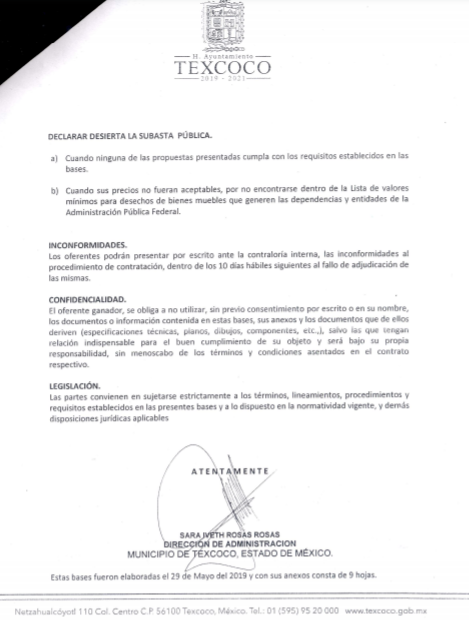 H. Ayuntamiento
TEXCOCO
2019 - 2021
DECLARAR DESIERTA LA SUBASTA PÚBLICA.
a) Cuando ninguna de las propuestas presentadas cumpla con los requisitos establecidos en las
bases.
b) Cuando sus precios no fueran aceptables, por no encontrarse dentro de la Lista de valores
mínimos para desechos de bienes muebles que generen las dependencias y entidades de la
Administración Pública Federal.
INCONFORMIDADES.
Los oferentes podrán presentar por escrito ante la contraloría interna, las inconformidades al
procedimiento de contratación, dentro de los 10 días hábiles siguientes al fallo de adjudicación de
las mismas.
CONFIDENCIALIDAD.
El oferente ganador, se obliga a no utilizar, sin previo consentimiento por escrito o en su nombre,
los documentos o información contenida en estas bases, sus anexos y los documentos que de ellos
deriven (especificaciones técnicas, planos, dibujos, componentes, etc.,), salvo las que tengan
relación indispensable para el buen cumplimiento de su objeto y será bajo su propia
responsabilidad, sin menoscabo de los términos y condiciones asentados en el contrato
respectivo.
LEGISLACIÓN.
Las partes convienen en sujetarse estrictamente a los términos, lineamientos, procedimientos y
requisitos establecidos en las presentes bases y a lo dispuesto en la normatividad vigente, y demás
disposiciones jurídicas aplicables
ATENTAMENTE
SARA IVETH ROSAS ROSAS
DIRECCIÓN DE ADMINISTRACION
MUNICIPIO DE TEXCOCO, ESTADO DE MÉXICO.
Estas bases fueron elaboradas el 29 de Mayo del 2019 y con sus anexos consta de 9 hojas.
Netzahualcóyotl 110 Col. Centro C.P. 56100 Texcoco, México. Tel.: 01 (595) 95 20 000 www.texcoco.gob.mx